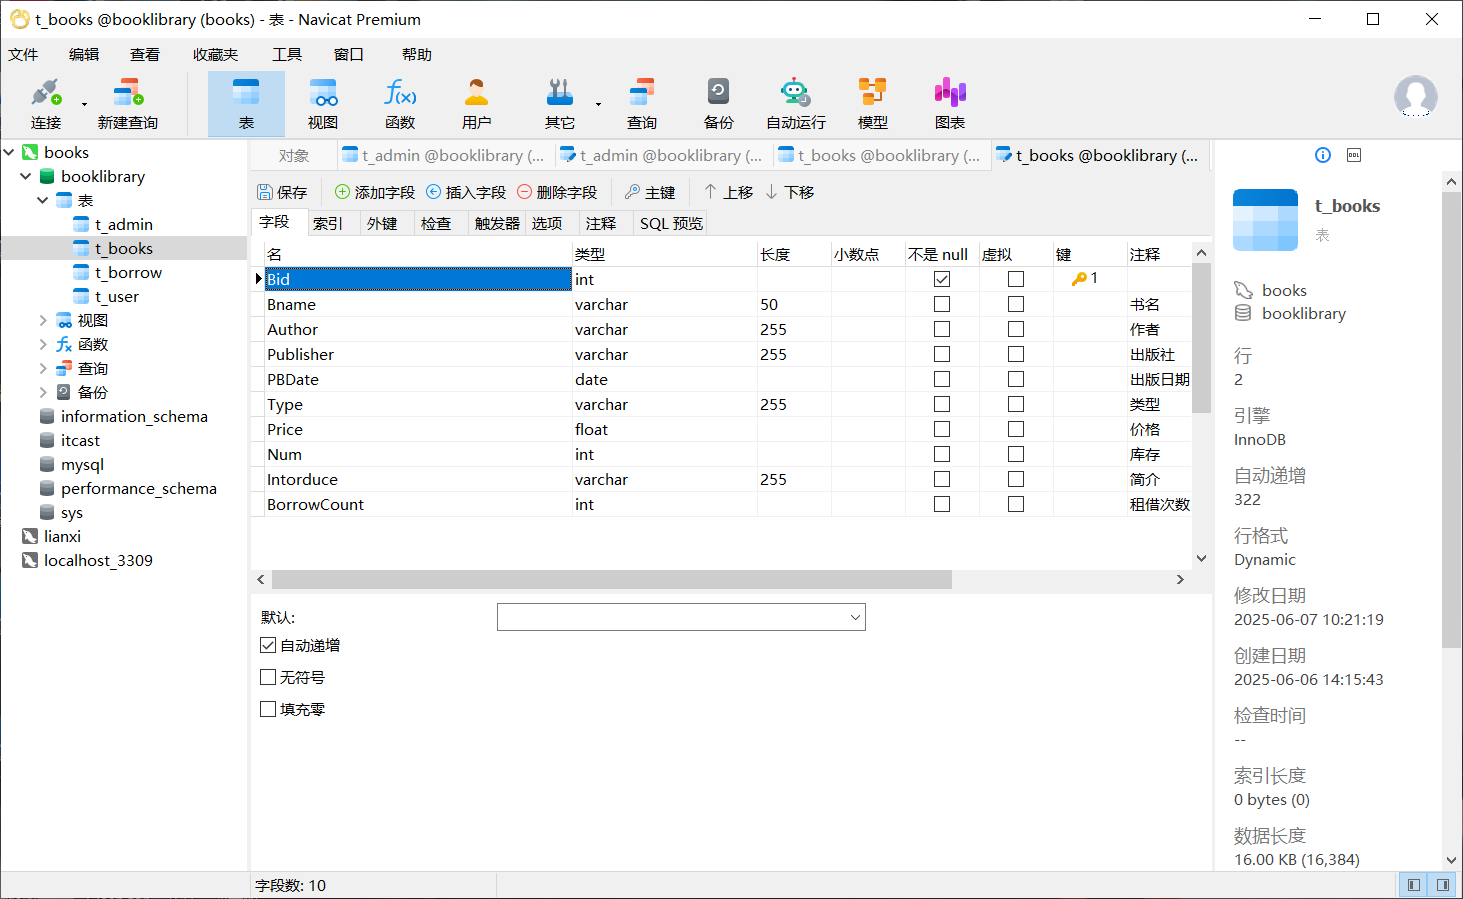 t_books @booklibrary (books) - 表 - Navicat Premium
文件 编辑 查看 收藏夹 工具 窗口 帮助
连接 新建查询 表 视图 函数 用户 其它 查询 备份 自动运行 模型 图表
books
booklibrary
表
t_admin
t_books
t_borrow
t_user
视图
函数
查询
备份
information_schema
itcast
mysql
performance_schema
sys
lianxi
localhost_3309
对象 t_admin @booklibrary (... t_admin @booklibrary (... t_books @booklibrary (... t_books @booklibrary (...
保存 添加字段 插入字段 删除字段 主键 上移 下移
字段 索引 外键 检查 触发器 选项 注释 SQL 预览
名 类型 长度 小数点 不是 null 虚拟 键 注释
Bid int 1
Bname varchar 50 书名
Author varchar 255 作者
Publisher varchar 255 出版社
PBDate date 出版日期
Type varchar 255 类型
Price float 价格
Num int 库存
Intorduce varchar 255 简介
BorrowCount int 租借次数
默认:
自动递增
无符号
填充零
DDL
t_books
表
books
booklibrary
行
2
引擎
InnoDB
自动递增
322
行格式
Dynamic
修改日期
2025-06-07 10:21:19
创建日期
2025-06-06 14:15:43
检查时间
--
索引长度
0 bytes (0)
数据长度
16.00 KB (16,384)
字段数: 10